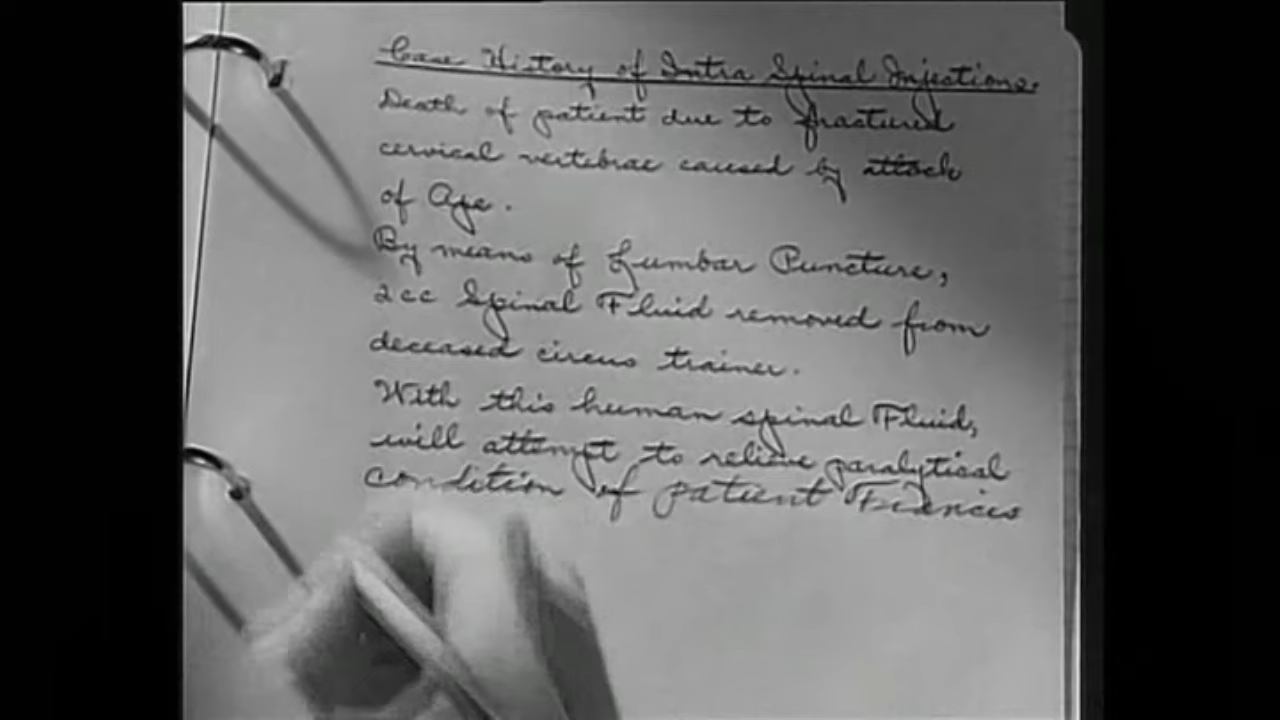 Case History of Intra Spinal Injections.
Death of patient due to fractured
cervical vertebrae caused by attack
of Ape.
By means of Lumbar Puncture,
2cc Spinal Fluid removed from
deceased circus trainer.
With this human spinal Fluid,
will attempt to relieve paralytical
condition of patient Frances